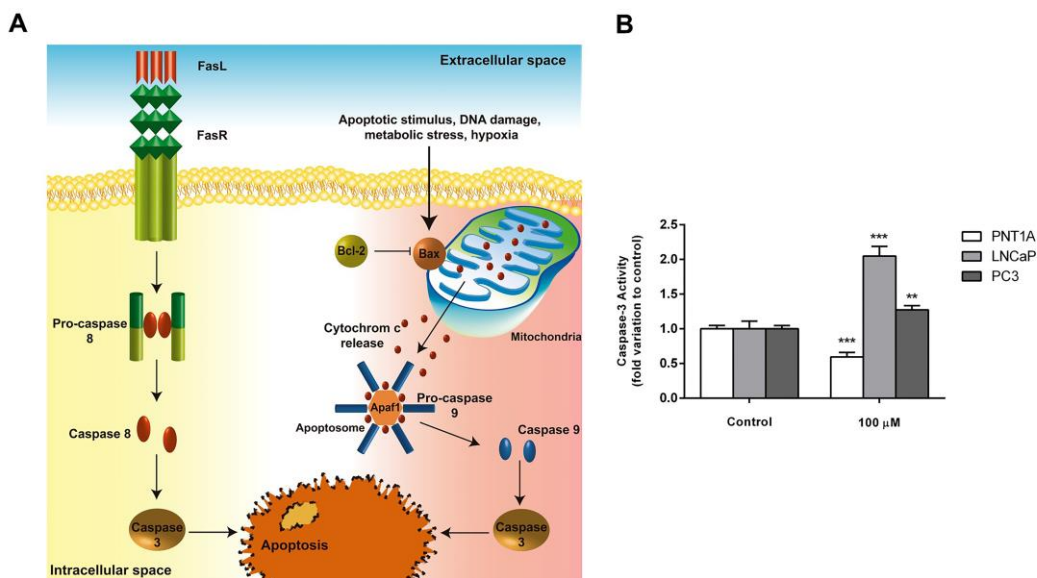 A
FasL
FasR
Extracellular space
Apoptotic stimulus, DNA damage,
metabolic stress, hypoxia
Bcl-2
Bax
Pro-caspase
8
Cytochrom c
release
Mitochondria
Apaf1
Pro-caspase
9
Apoptosome
Caspase 8
Caspase 9
Caspase
3
Apoptosis
Caspase
3
Intracellular space
B
Caspase-3 Activity
(fold variation to control)
2.5
2.0
1.5
1.0
0.5
0.0
***
***
**
PNT1A
LNCaP
PC3
Control
100 µM